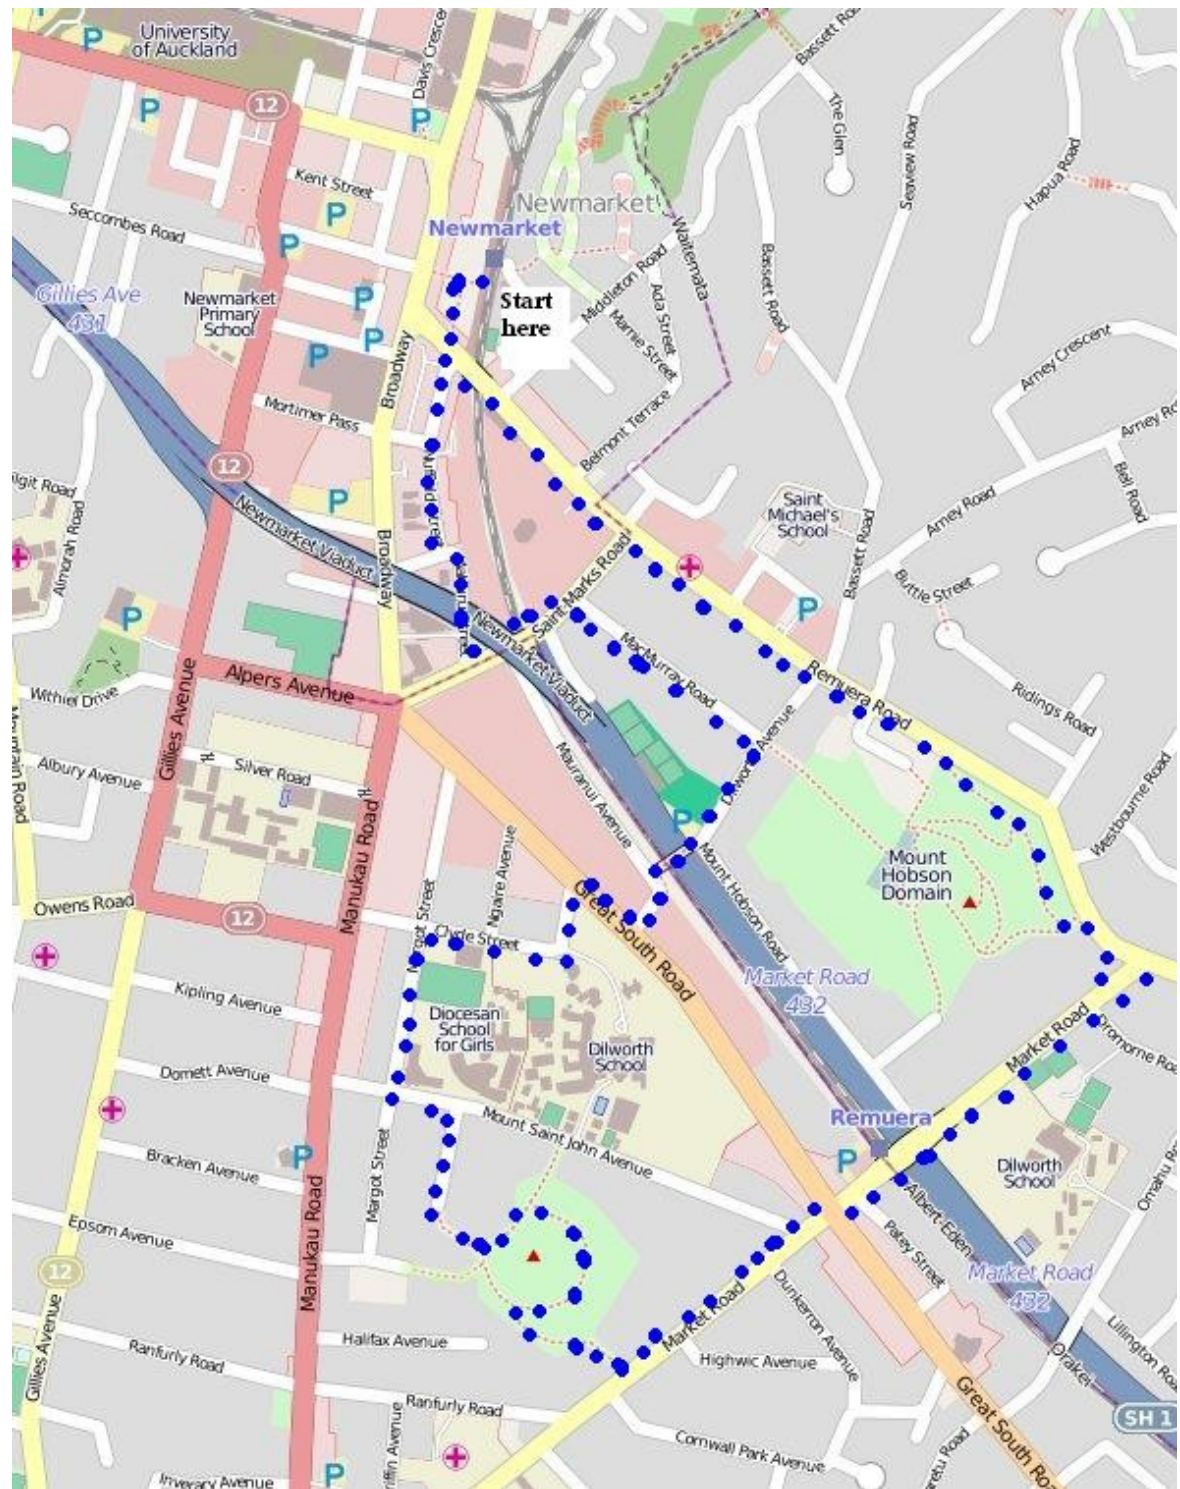 University
of Auckland
P
P
12
Davis Crescent
P
Bassett Road
The Glen
Seaview Road
Hapua Road
Kent Street
P
Newmarket
Newmarket
Seccombes Road
P
Gillies Ave
431
Newmarket
Primary
School
P
P
P
Start
here
Middleton Road
Ada Street
Marnie Street
Waitemata
Bassett Road
Arney Crescent
Broadway
Mortimer Pass
Belmont Terrace
Arney Ro
12
Bell Road
ilgit Road
P
Newmarket Viaduct
Saint
Michael's
School
Arney Road
Almorah Road
Broadway
Bassett Road
Buttle Street
P
P
Saint Marks Road
Newmarket Viaduct
MacMurray Road
Remuera Road
Ridings Road
Alpers Avenue
Withiel Drive
Gillies Avenue
Mountain Road
Albury Avenue
Silver Road
Mauranui Avenue
Avenue
P
Westbourne Road
Manukau Road
Ngaire Avenue
Mount Hobson Road
Mount
Hobson
Domain
Owens Road
12
Great South Road
Margot Street
Clyde Street
Market Road
432
Kipling Avenue
Diocesan
School
for Girls
Dilworth
School
Market Road
Domett Avenue
Mount Saint John Avenue
Remuera
P
Dilworth
School
Omahu Ro
Bracken Avenue
P
Margot Street
Manukau Road
Albert-Eden
Patey Street
Epsom Avenue
12
Market Road
432
Dunkerron Avenue
Market Road
Halifax Avenue
Highwic Avenue
Lillington Road
Orakei
Ranfurly Road
Gillies Avenue
Ranfurly Road
Great South Roa
SH 1
riffin Avenue
Cornwall Park Avenue
P
Inverary Avenue